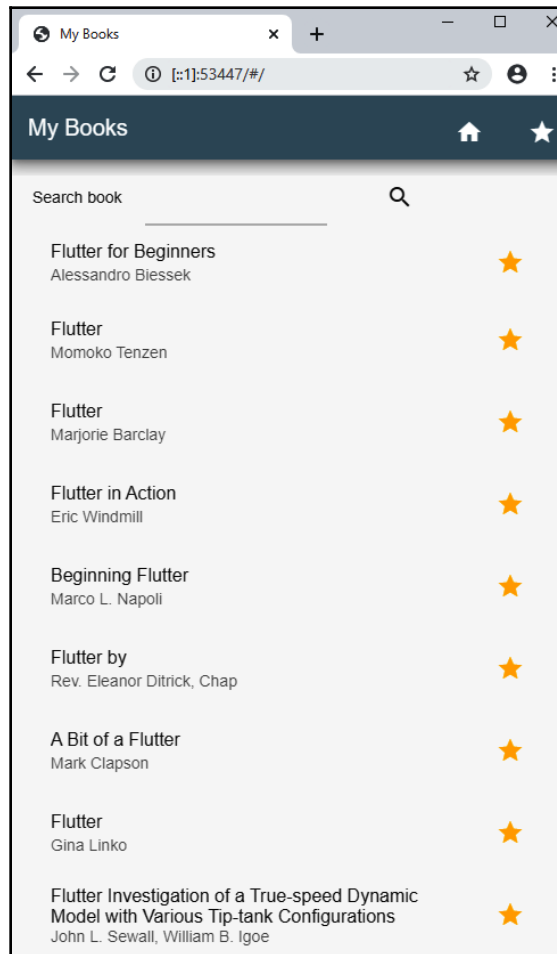 My Books
[::1]:53447/#/
My Books
Search book
Flutter for Beginners
Alessandro Biessek
Flutter
Momoko Tenzen
Flutter
Marjorie Barclay
Flutter in Action
Eric Windmill
Beginning Flutter
Marco L. Napoli
Flutter by
Rev. Eleanor Ditrick, Chap
A Bit of a Flutter
Mark Clapson
Flutter
Gina Linko
Flutter Investigation of a True-speed Dynamic
Model with Various Tip-tank Configurations
John L. Sewall, William B. Igoe